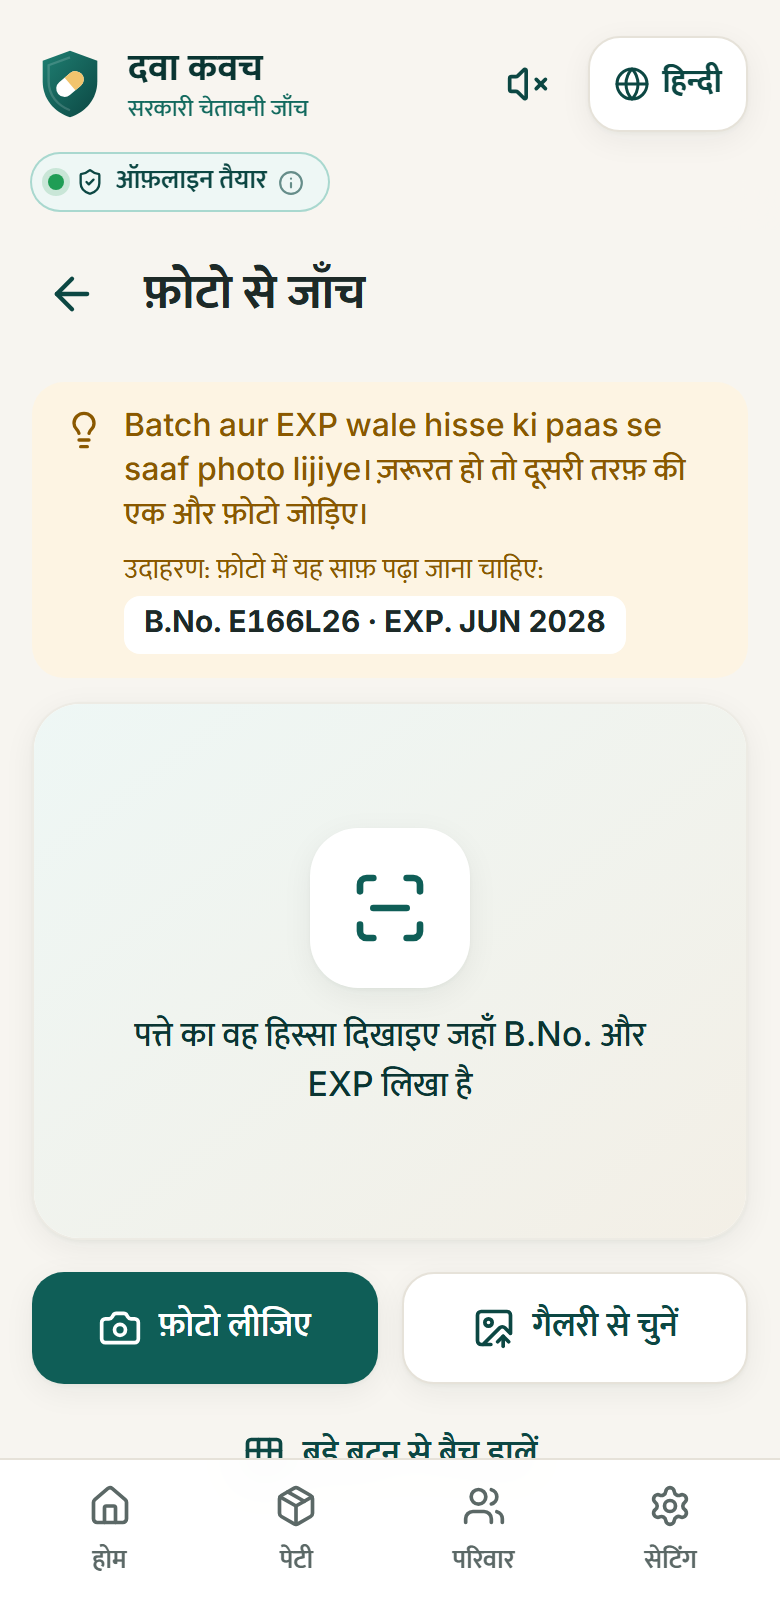 दवा कवच
सरकारी चेतावनी जाँच
हिन्दी
ऑफ़लाइन तैयार
फ़ोटो से जाँच
Batch aur EXP wale hisse ki paas se
saaf photo lijiye। ज़रूरत हो तो दूसरी तरफ़ की
एक और फ़ोटो जोड़िए।
उदाहरण: फ़ोटो में यह साफ़ पढ़ा जाना चाहिए:
B.No. E166L26 · EXP. JUN 2028
पत्ते का वह हिस्सा दिखाइए जहाँ B.No. और
EXP लिखा है
फ़ोटो लीजिए
गैलरी से चुनें
बड़े बटन से बैच डालें
होम
पेटी
परिवार
सेटिंग